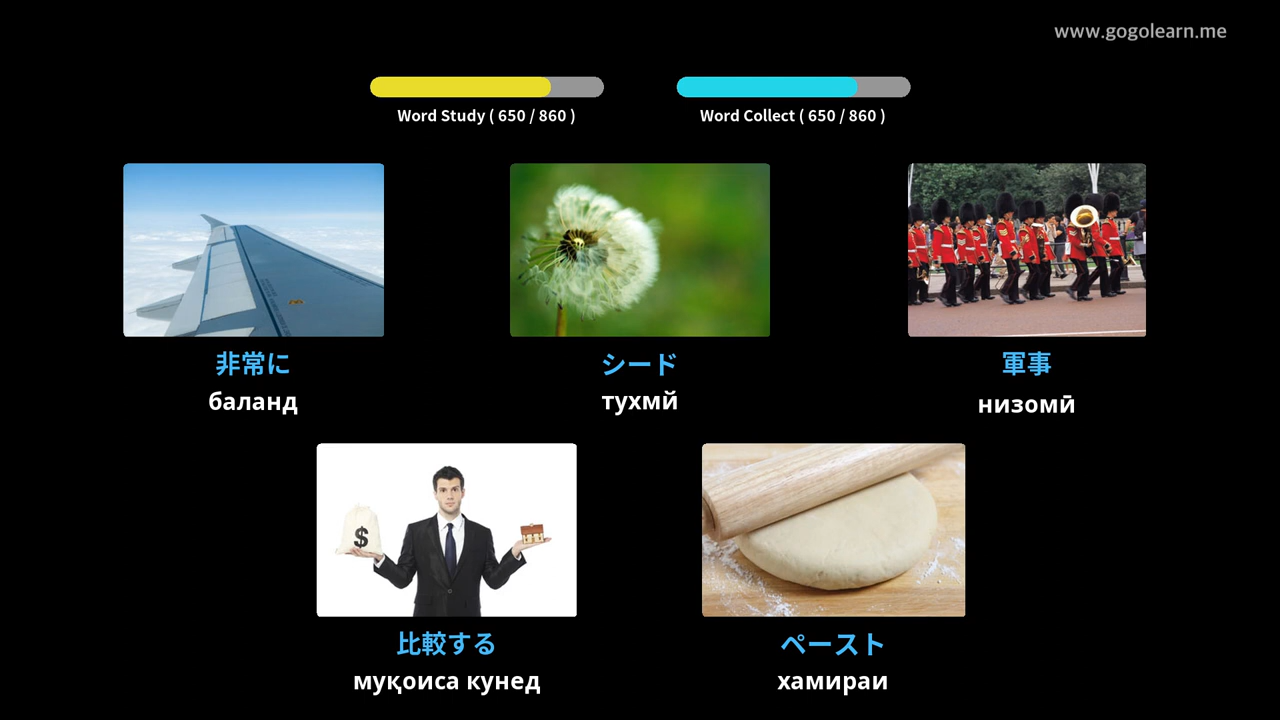 www.gogolearn.me
Word Study ( 650 / 860 )
Word Collect ( 650 / 860 )
非常に
баланд
シード
тухмӣ
軍事
низомӣ
$
比較する
муқоиса кунед
ペースト
хамираи